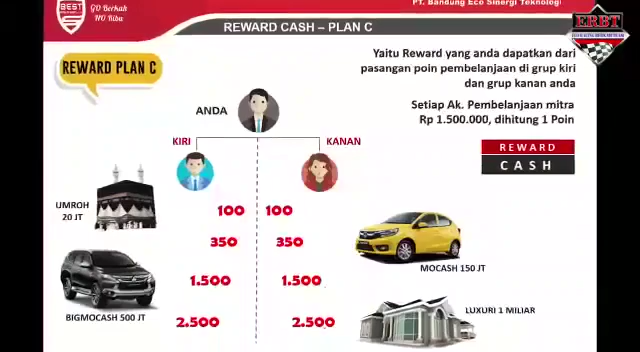 BEST
GO Berkah
NO Riba
PT. Bandung Eco Sinergi Teknologi
ERBT
REWARD CASH – PLAN C
REWARD PLAN C
Yaitu Reward yang anda dapatkan dari
pasangan poin pembelanjaan di grup kiri
dan grup kanan anda
Setiap Ak. Pembelanjaan mitra
Rp 1.500.000, dihitung 1 Poin
REWARD
CASH
ANDA
KIRI
KANAN
UMROH
20 JT
100 100
350 350
MOCASH 150 JT
1.500 1.500
BIGMOCASH 500 JT
LUXURI 1 MILIAR
2.500 2.500